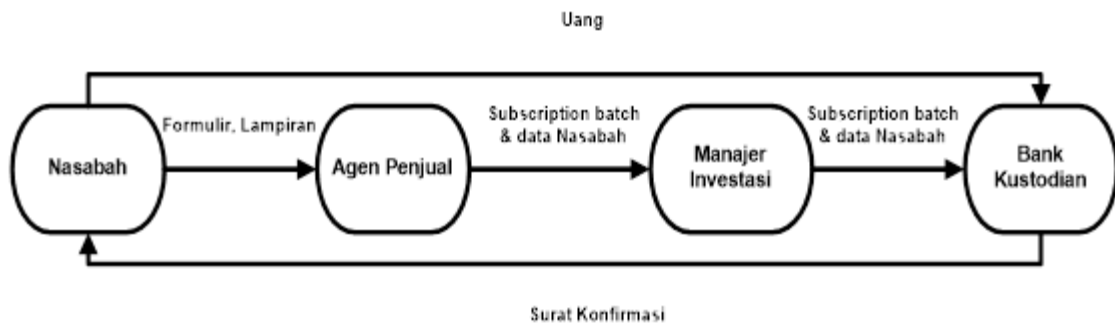 Uang
Formulir, Lampiran
Subscription batch
& data Nasabah
Subscription batch
& data Nasabah
Nasabah
Agen Penjual
Manajer
Investasi
Bank
Kustodian
Surat Konfirmasi